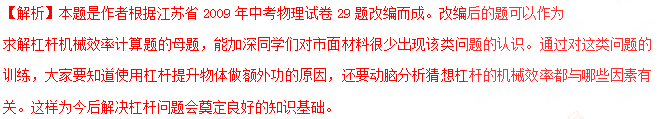 【解析】本题是作者根据江苏省 2009 年中考物理试卷 29 题改编而成。改编后的题可以作为
求解杠杆机械效率计算题的母题，能加深同学们对市面材料很少出现该类问题的认识。通过对这类问题的
训练，大家要知道使用杠杆提升物体做额外功的原因，还要动脑分析猜想杠杆的机械效率都与哪些因素有
关。这样为今后解决杠杆问题会奠定良好的知识基础。